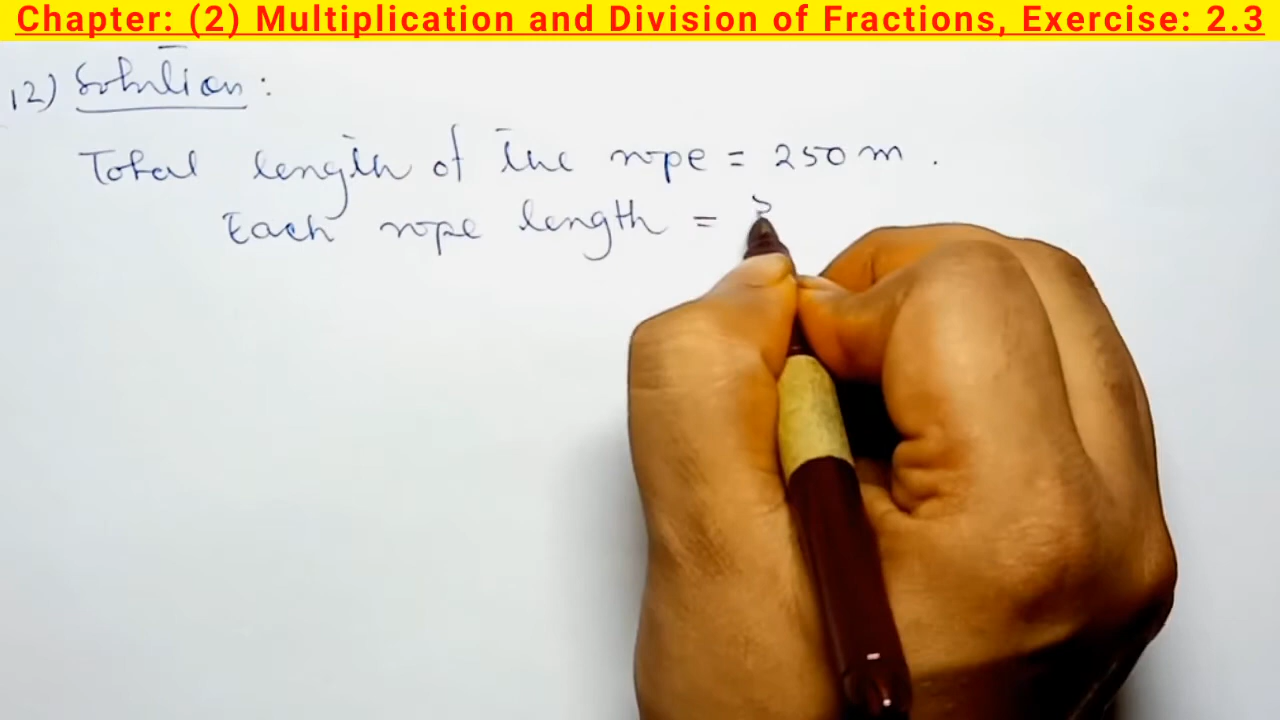 Chapter: (2) Multiplication and Division of Fractions, Exercise: 2.3
12) Solution :
Total length of the rope = 250 m .
Each rope length =